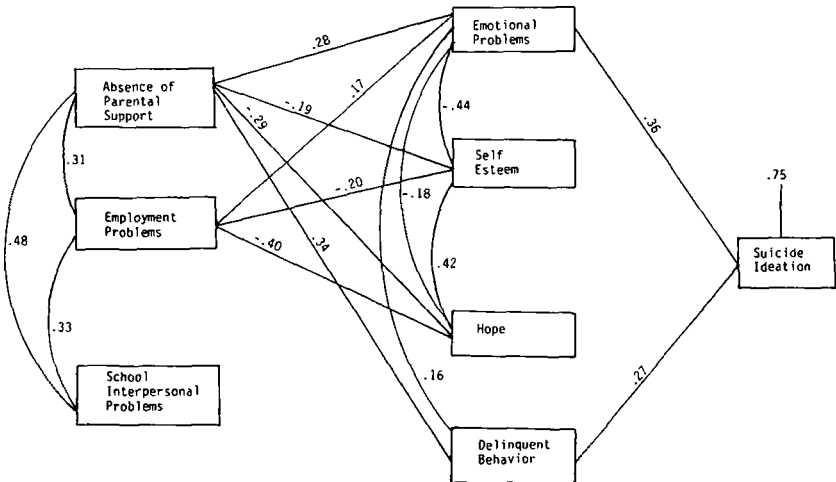 Emotional
Problems
.28
Absence of
Parental
Support
.17
-.44
-.19
-.29
.36
.31
Self
Esteem
.75
-.20
-.18
Employment
Problems
.48
-.40
.34
.42
Suicide
Ideation
.33
Hope
School
Interpersonal
Problems
.16
.27
Delinquent
Behavior